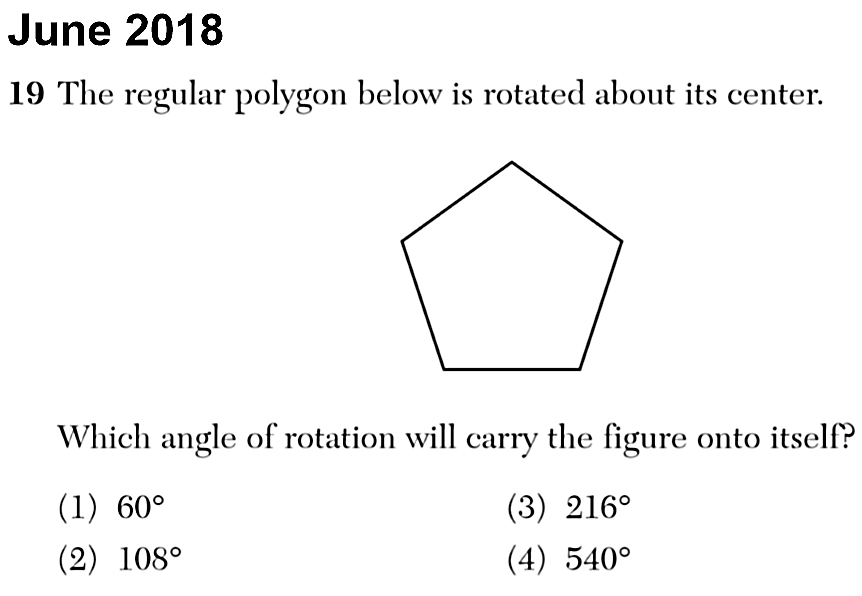 June 2018
19 The regular polygon below is rotated about its center.
Which angle of rotation will carry the figure onto itself?
(1) 60° (3) 216°
(2) 108° (4) 540°